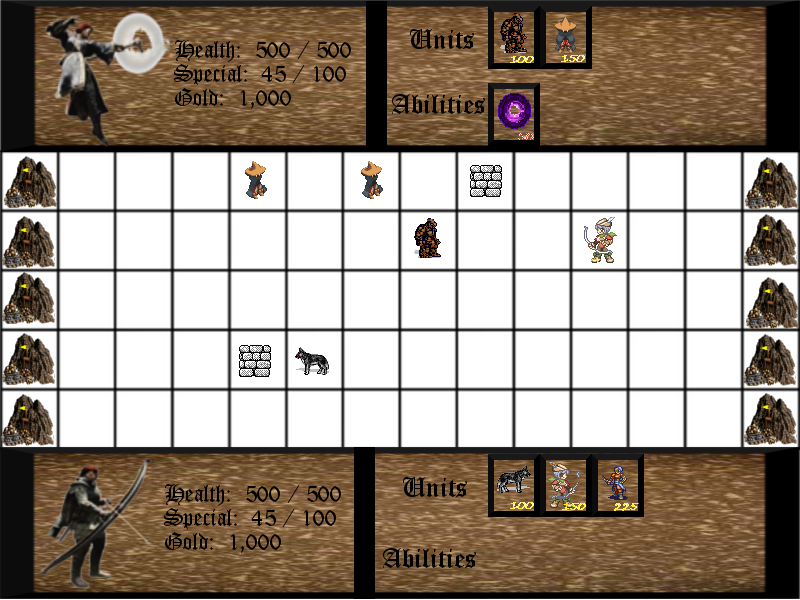 Health: 500 / 500
Special: 45 / 100
Gold: 1,000
Units
100
150
Abilities
Health: 500 / 500
Special: 45 / 100
Gold: 1,000
Units
100
150
225
Abilities